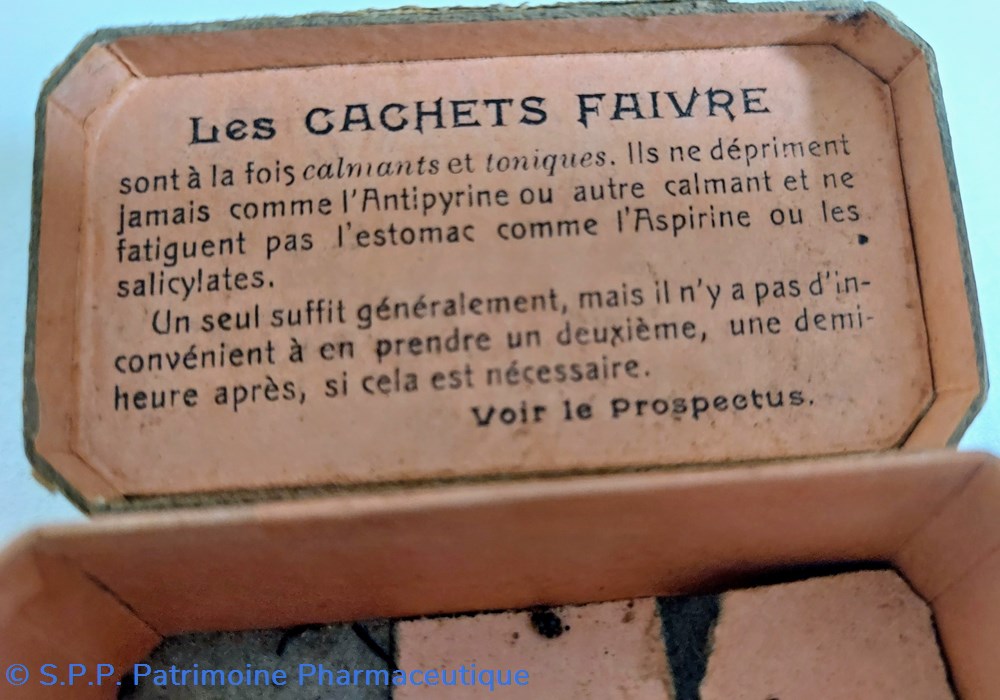 Les CACHETS FAIVRE
sont à la fois calmants et toniques. Ils ne dépriment
jamais comme l'Antipyrine ou autre calmant et ne
fatiguent pas l'estomac comme l'Aspirine ou les
salicylates.
Un seul suffit généralement, mais il n'y a pas d'in-
convénient à en prendre un deuxième, une demi-
heure après, si cela est nécessaire.
Voir le Prospectus.
© S.P.P. Patrimoine Pharmaceutique